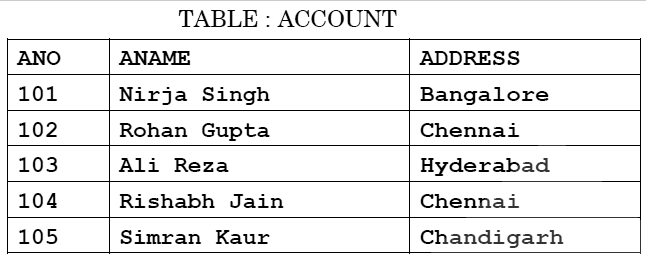 TABLE : ACCOUNT
ANO ANAME ADDRESS
101 Nirja Singh Bangalore
102 Rohan Gupta Chennai
103 Ali Reza Hyderabad
104 Rishabh Jain Chennai
105 Simran Kaur Chandigarh